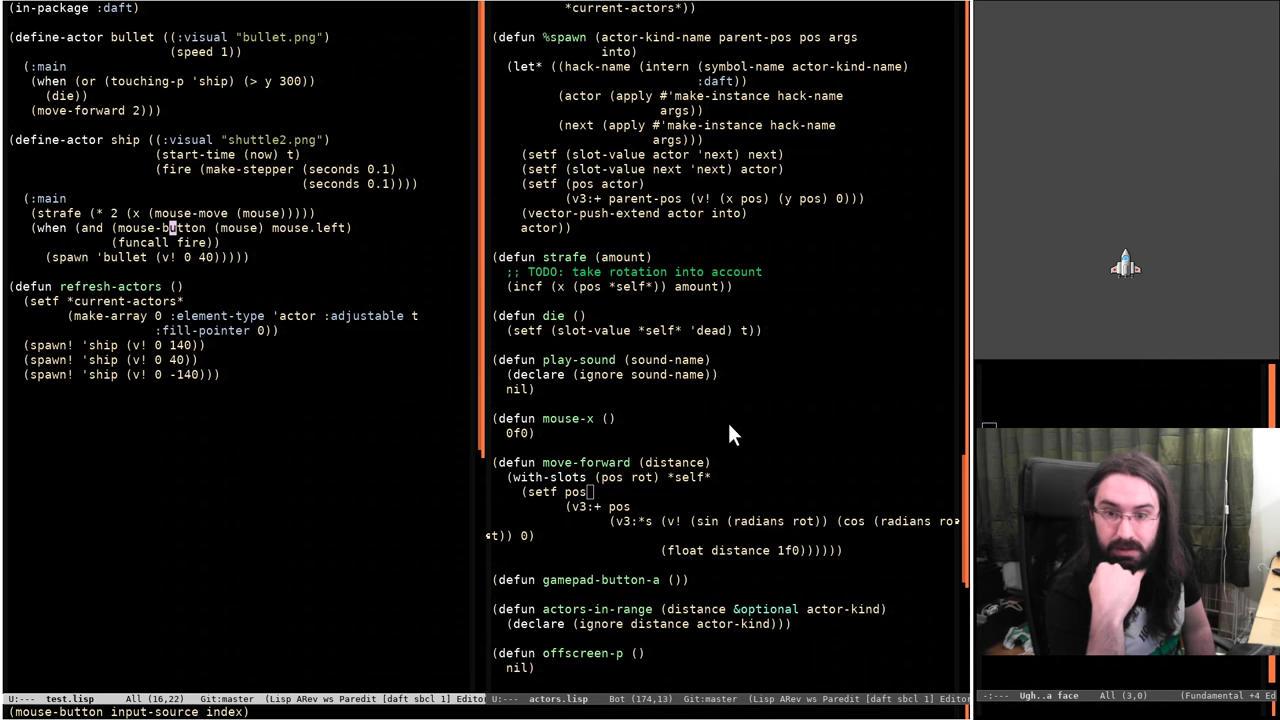 (in-package :daft)
(define-actor bullet ((:visual "bullet.png")
(speed 1))
(:main
(when (or (touching-p 'ship) (> y 300))
(die))
(move-forward 2)))
(define-actor ship ((:visual "shuttle2.png")
(start-time (now) t)
(fire (make-stepper (seconds 0.1)
(seconds 0.1))))
(:main
(strafe (* 2 (x (mouse-move (mouse)))))
(when (and (mouse-button (mouse) mouse.left)
(funcall fire))
(spawn 'bullet (v! 0 40)))))
(defun refresh-actors ()
(setf *current-actors*
(make-array 0 :element-type 'actor :adjustable t
:fill-pointer 0))
(spawn! 'ship (v! 0 140))
(spawn! 'ship (v! 0 40))
(spawn! 'ship (v! 0 -140)))
U:--- test.lisp All (16,22) Git:master (Lisp ARev ws Paredit [daft sbcl 1] Editor
(mouse-button input-source index)
*current-actors*))
(defun %spawn (actor-kind-name parent-pos pos args
into)
(let* ((hack-name (intern (symbol-name actor-kind-name)
:daft))
(actor (apply #'make-instance hack-name
args))
(next (apply #'make-instance hack-name
args)))
(setf (slot-value actor 'next) next)
(setf (slot-value next 'next) actor)
(setf (pos actor)
(v3:+ parent-pos (v! (x pos) (y pos) 0)))
(vector-push-extend actor into)
actor))
(defun strafe (amount)
;; TODO: take rotation into account
(incf (x (pos *self*)) amount))
(defun die ()
(setf (slot-value *self* 'dead) t))
(defun play-sound (sound-name)
(declare (ignore sound-name))
nil)
(defun mouse-x ()
0f0)
(defun move-forward (distance)
(with-slots (pos rot) *self*
(setf pos
(v3:+ pos
(v3:*s (v! (sin (radians rot)) (cos (radians ro
t)) 0)
(float distance 1f0))))))
(defun gamepad-button-a ())
(defun actors-in-range (distance &optional actor-kind)
(declare (ignore distance actor-kind)))
(defun offscreen-p ()
nil)
U:--- actors.lisp Bot (174,13) Git:master (Lisp ARev ws Paredit [daft sbcl 1] Editor
-:--- Ugh..a face All (3,0) (Fundamental +4 Ed